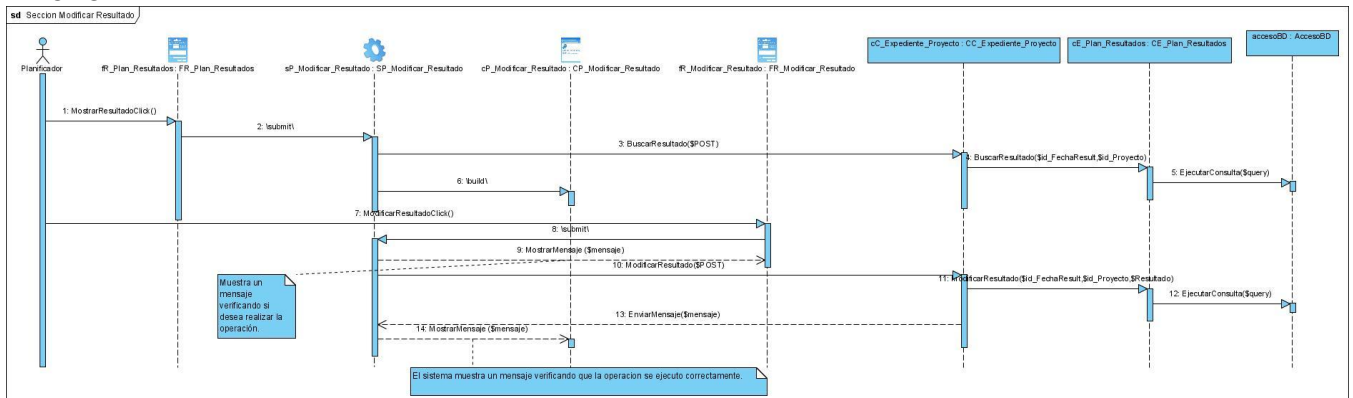 sd Seccion Modificar Resultado
Planificador
fR_Plan_Resultados : FR_Plan_Resultados
sP_Modificar_Resultado : SP_Modificar_Resultado
cP_Modificar_Resultado : CP_Modificar_Resultado
fR_Modificar_Resultado : FR_Modificar_Resultado
cC_Expediente_Proyecto : CC_Expediente_Proyecto
cE_Plan_Resultados : CE_Plan_Resultados
accesoBD : AccesoBD
1: MostrarResultadoClick()
2: \submit\
3: BuscarResultado($POST)
4: BuscarResultado($id_FechaResult,$id_Proyecto)
5: EjecutarConsulta($query)
6: \build\
7: ModificarResultadoClick()
8: \submit\
9: MostrarMensaje ($mensaje)
10: ModificarResultado($POST)
11: ModificarResultado($id_FechaResult,$id_Proyecto,$Resultado)
12: EjecutarConsulta($query)
Muestra un
mensaje
verificando si
desea realizar la
operación.
13: EnviarMensaje($mensaje)
14: MostrarMensaje ($mensaje)
El sistema muestra un mensaje verificando que la operacion se ejecuto correctamente.